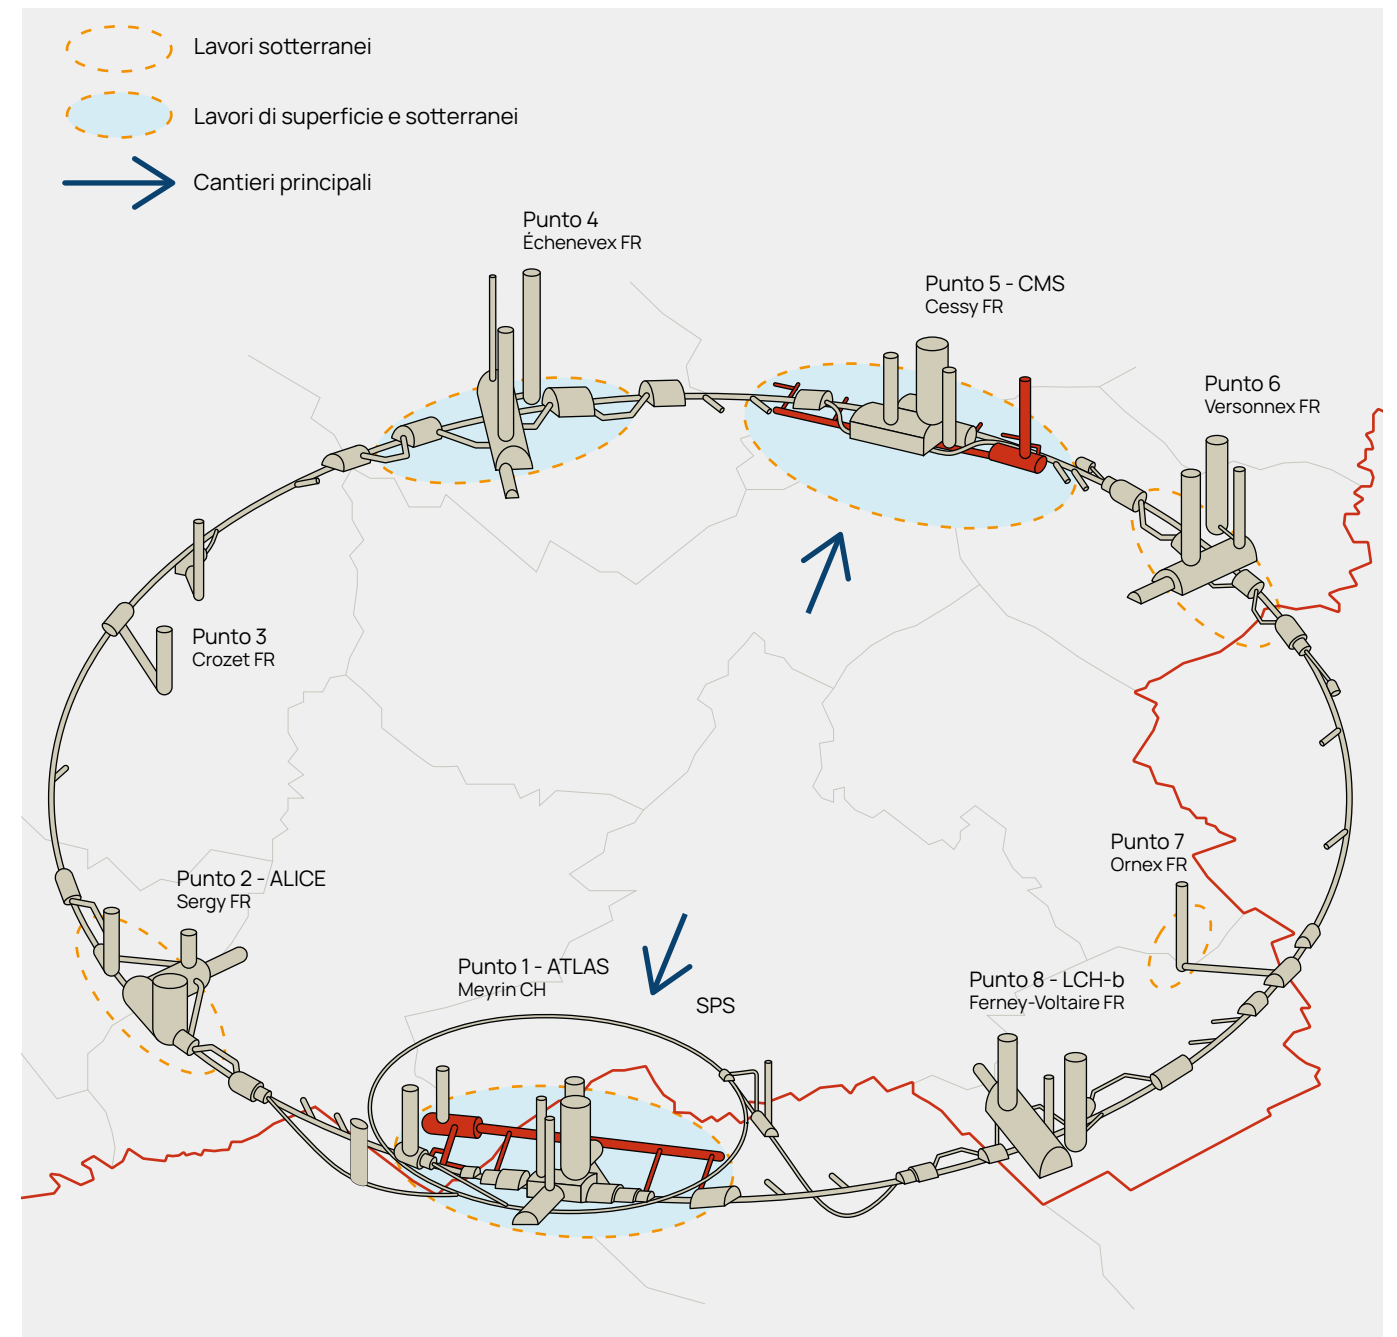 Lavori sotterranei
Lavori di superficie e sotterranei
Cantieri principali
Punto 4
Échenevex FR
Punto 5 - CMS
Cessy FR
Punto 6
Versonnex FR
Punto 3
Crozet FR
Punto 7
Ornex FR
Punto 2 - ALICE
Sergy FR
Punto 1 - ATLAS
Meyrin CH
SPS
Punto 8 - LCH-b
Ferney-Voltaire FR